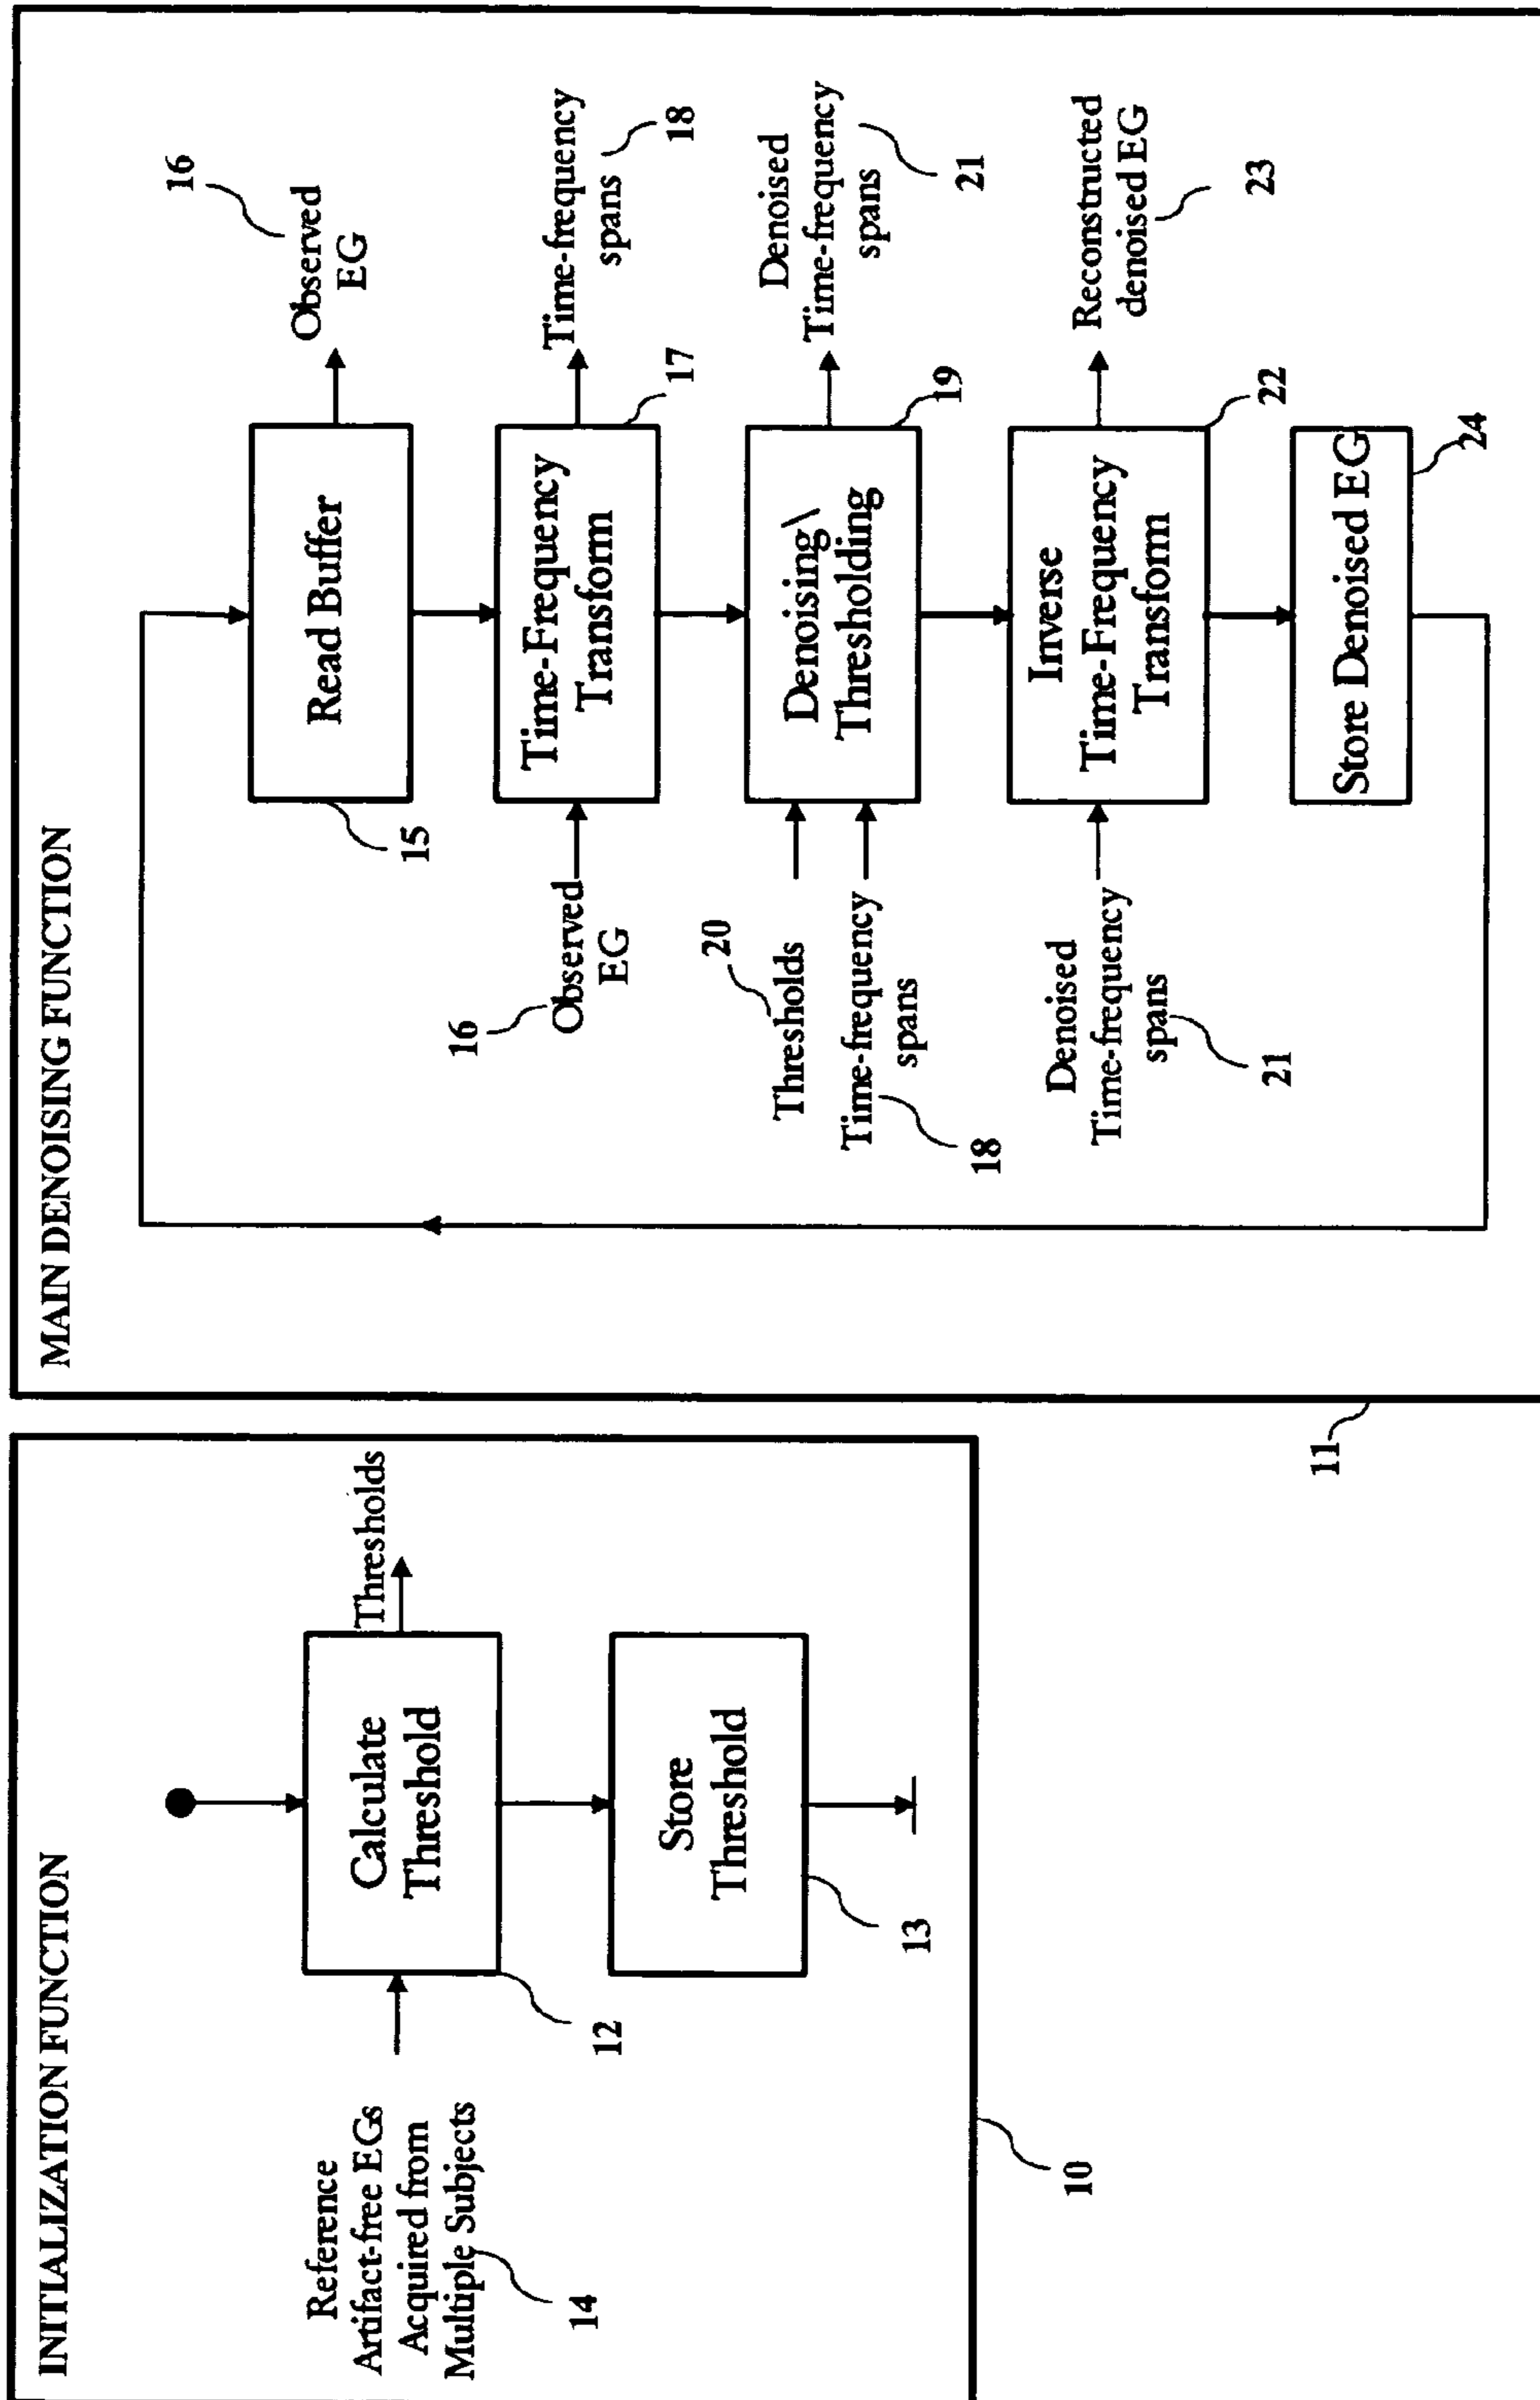 INITIALIZATION FUNCTION
Reference
Artifact-free EGs
Acquired from
Multiple Subjects
14
Calculate
Threshold
12
Thresholds
Store
Threshold
13
10
MAIN DENOISING FUNCTION
Read Buffer
15
Observed
EG
16
16
Observed
EG
Time-Frequency
Transform
17
Time-frequency
spans
18
20
Thresholds
Time-frequency
spans
18
Denoising\
Thresholding
19
Denoised
Time-frequency
spans
21
Denoised
Time-frequency
spans
21
Inverse
Time-Frequency
Transform
22
Reconstructed
denoised EG
23
Store Denoised EG
24
11